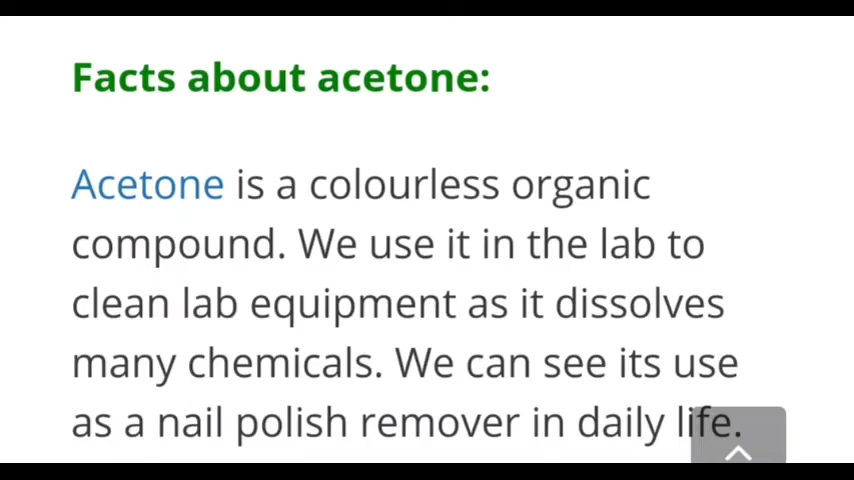 Facts about acetone:
Acetone is a colourless organic
compound. We use it in the lab to
clean lab equipment as it dissolves
many chemicals. We can see its use
as a nail polish remover in daily life.